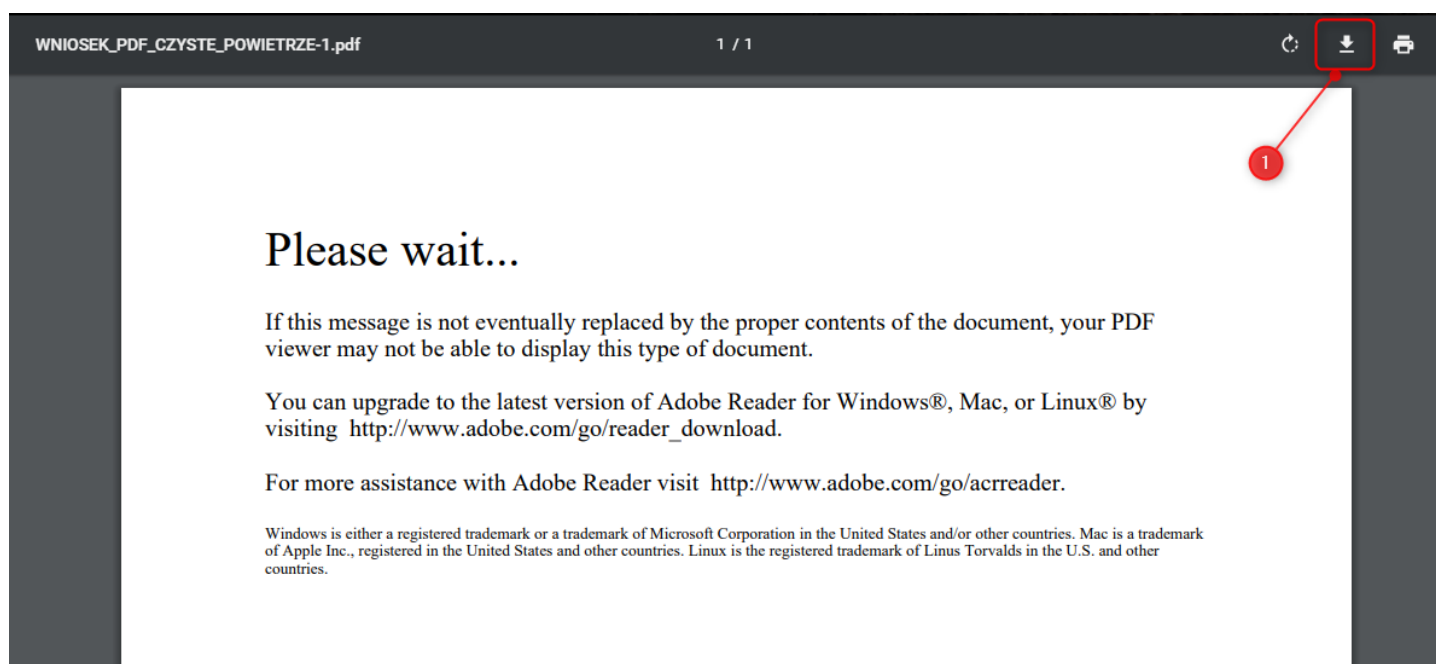 WNIOSEK_PDF_CZYSTE_POWIETRZE-1.pdf
1 / 1
1
Please wait...
If this message is not eventually replaced by the proper contents of the document, your PDF
viewer may not be able to display this type of document.
You can upgrade to the latest version of Adobe Reader for Windows®, Mac, or Linux® by
visiting http://www.adobe.com/go/reader_download.
For more assistance with Adobe Reader visit http://www.adobe.com/go/acrreader.
Windows is either a registered trademark or a trademark of Microsoft Corporation in the United States and/or other countries. Mac is a trademark
of Apple Inc., registered in the United States and other countries. Linux is the registered trademark of Linus Torvalds in the U.S. and other
countries.